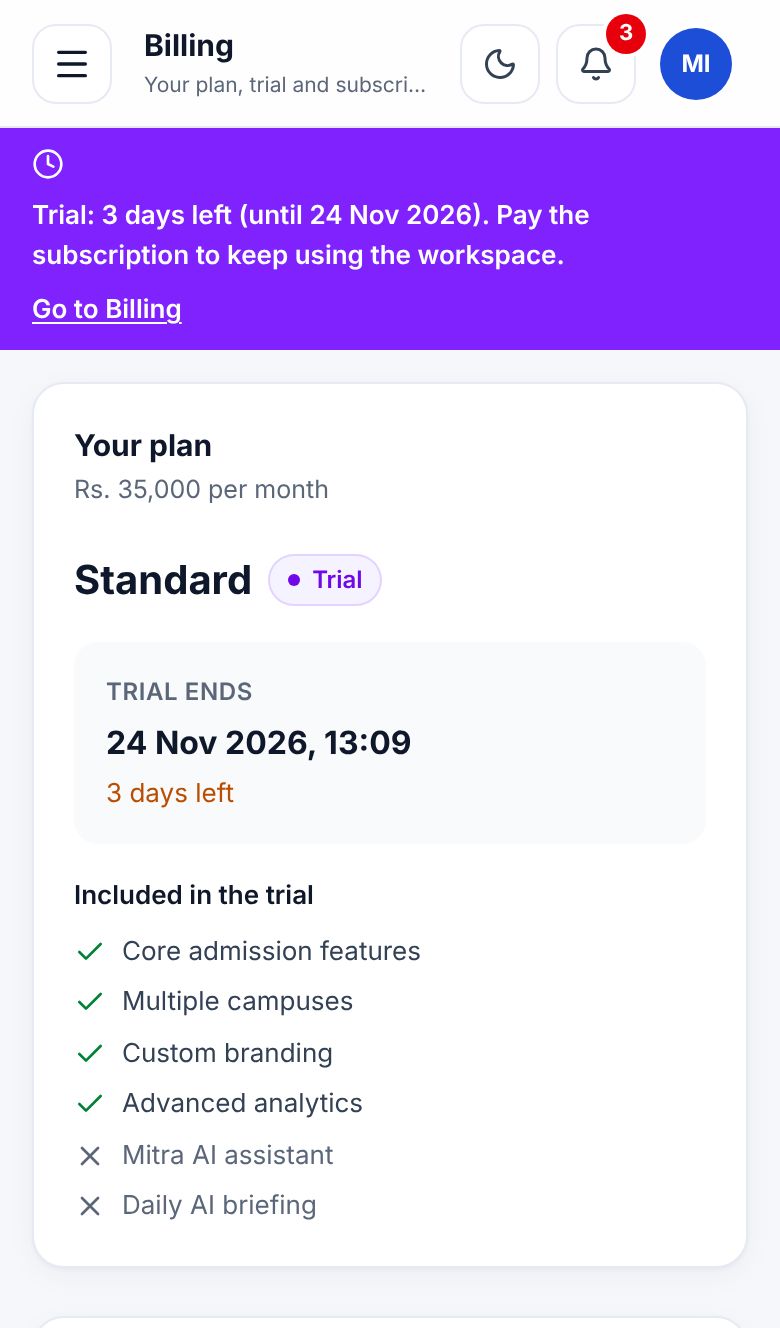 Billing
Your plan, trial and subscri...
3
MI
Trial: 3 days left (until 24 Nov 2026). Pay the
subscription to keep using the workspace.
Go to Billing
Your plan
Rs. 35,000 per month
Standard
Trial
TRIAL ENDS
24 Nov 2026, 13:09
3 days left
Included in the trial
Core admission features
Multiple campuses
Custom branding
Advanced analytics
Mitra AI assistant
Daily AI briefing